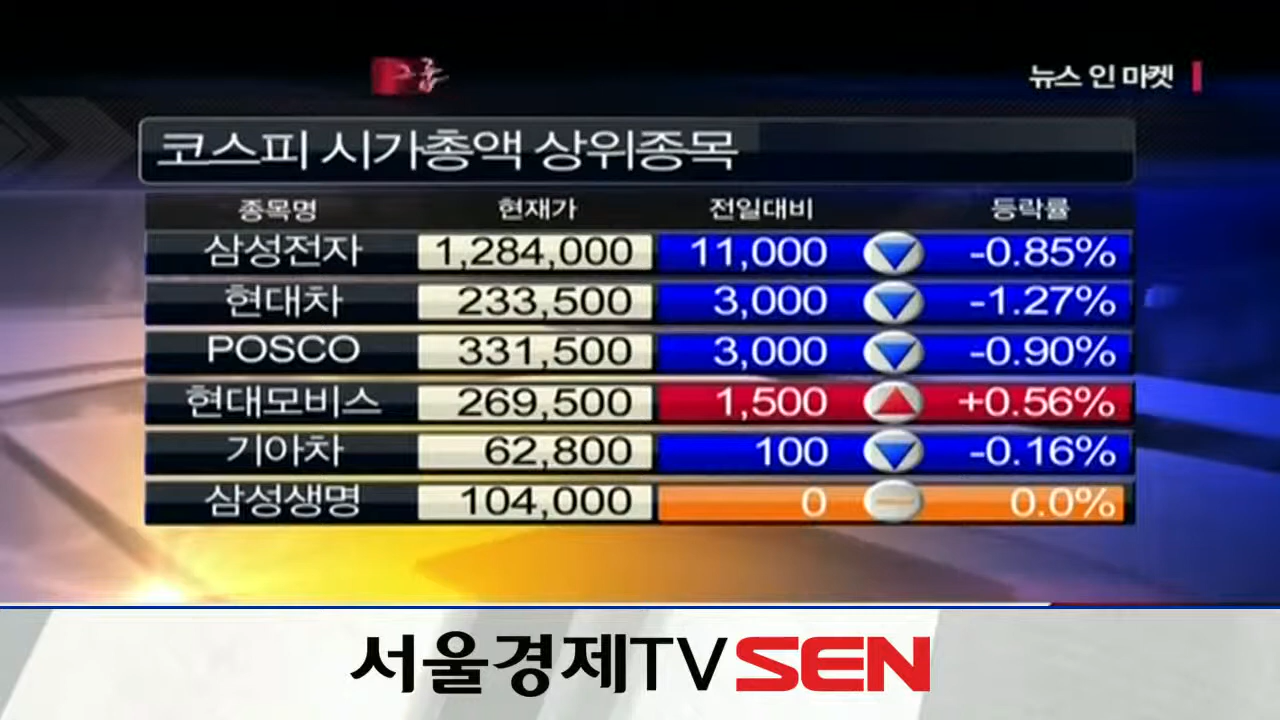 그룹
뉴스 인 마켓
코스피 시가총액 상위종목
종목명 현재가 전일대비 등락률
삼성전자 1,284,000 11,000 ▼ -0.85%
현대차 233,500 3,000 ▼ -1.27%
POSCO 331,500 3,000 ▼ -0.90%
현대모비스 269,500 1,500 ▲ +0.56%
기아차 62,800 100 ▼ -0.16%
삼성생명 104,000 0 - 0.0%
서울경제TV SEN